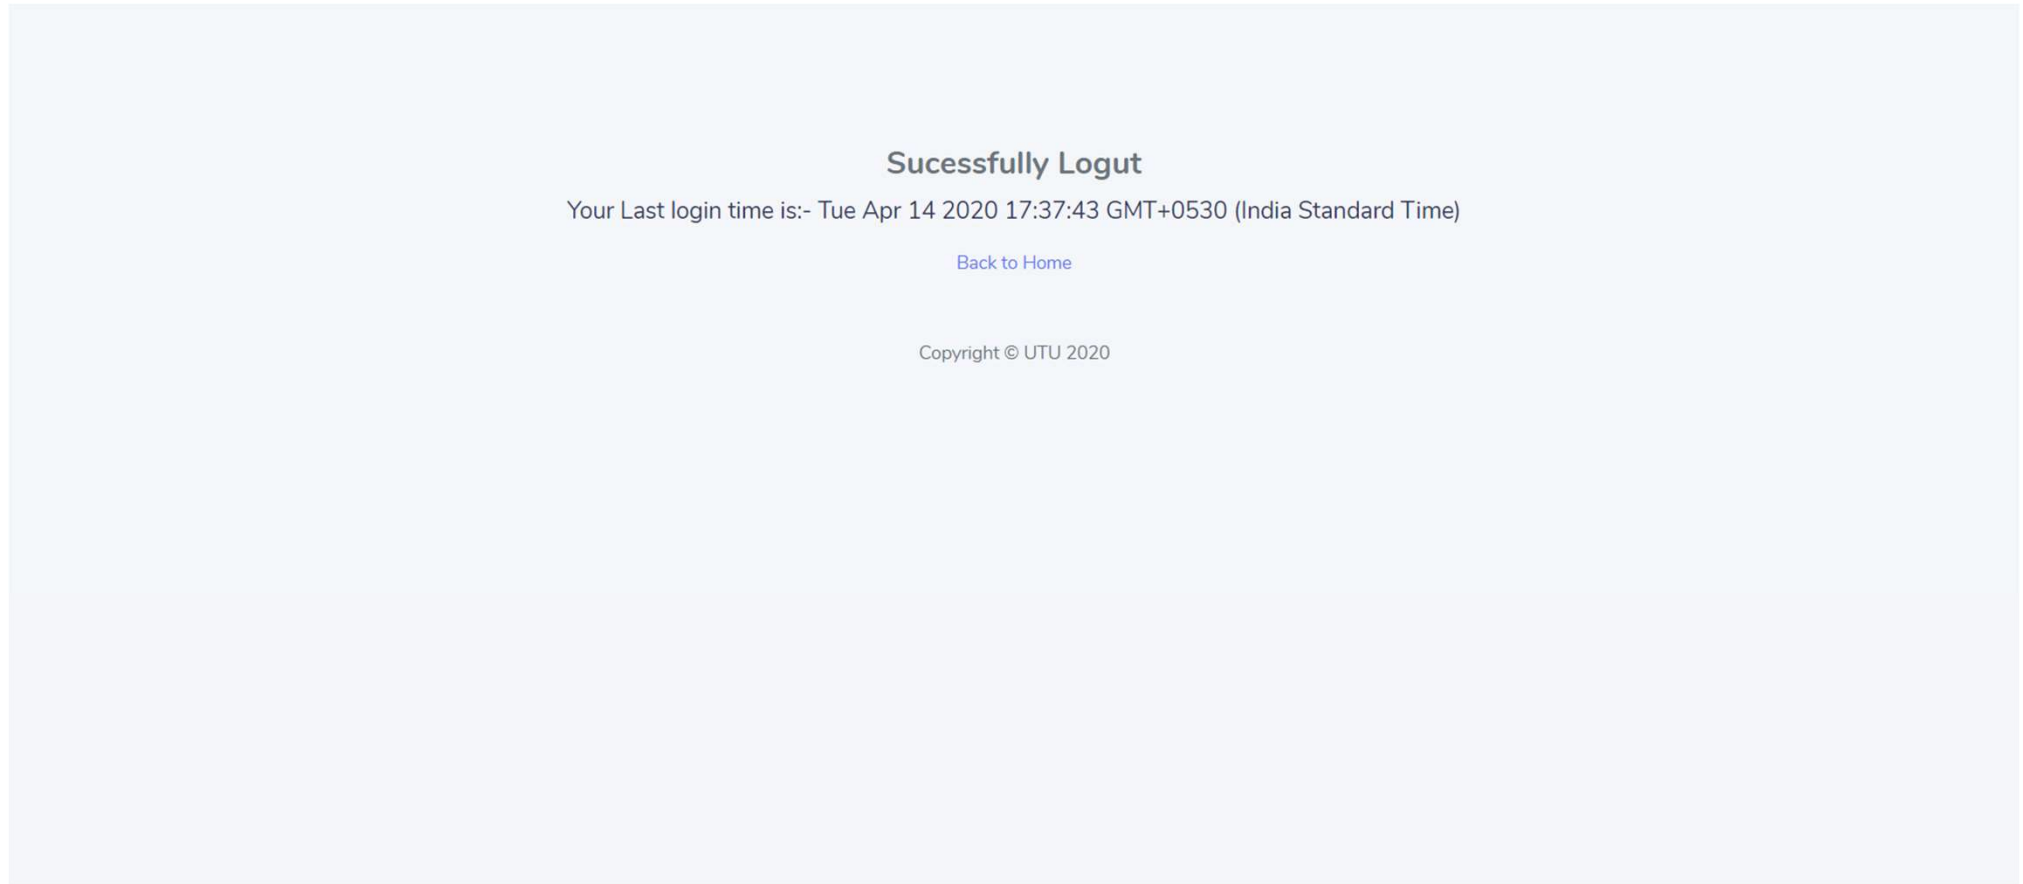 Sucessfully Logut
Your Last login time is:- Tue Apr 14 2020 17:37:43 GMT+0530 (India Standard Time)
Back to Home
Copyright © UTU 2020